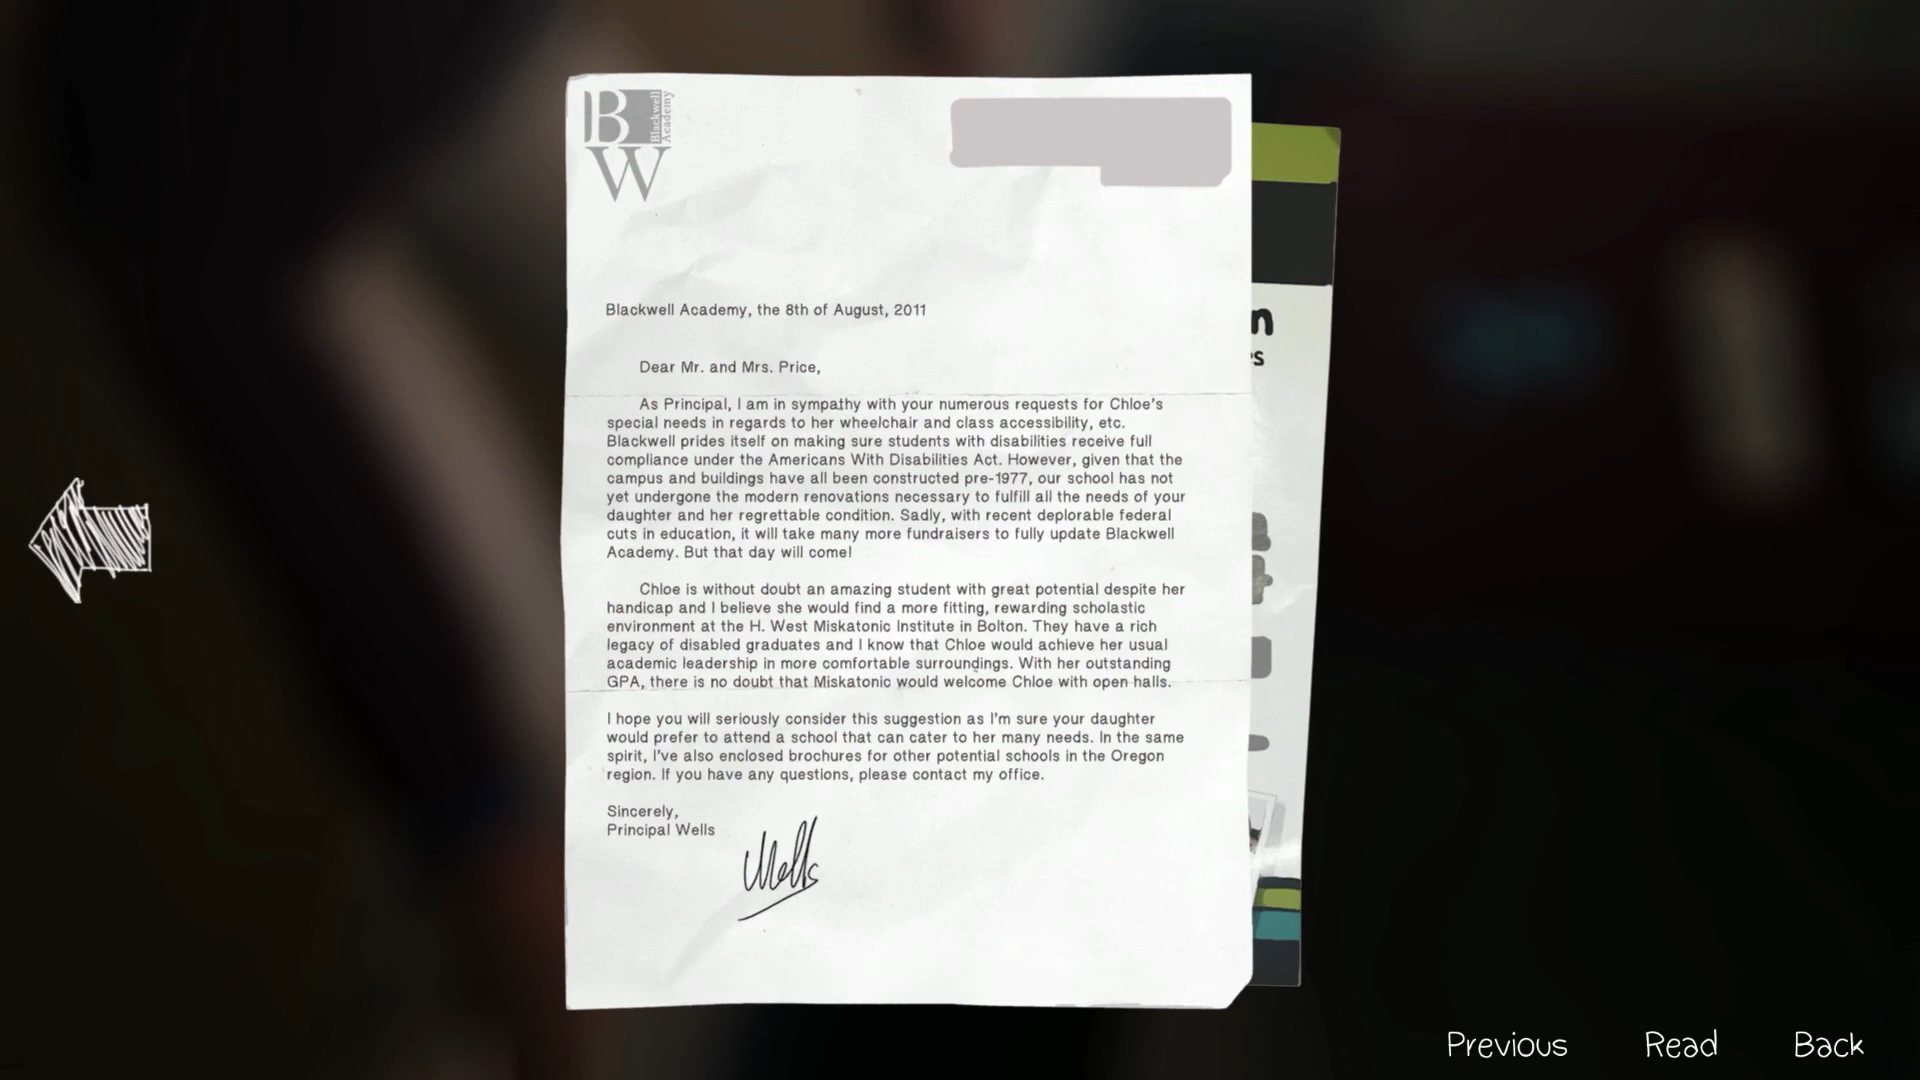 B
W
Blackwell
Academy
Blackwell Academy, the 8th of August, 2011
Dear Mr. and Mrs. Price,
As Principal, I am in sympathy with your numerous requests for Chloe's
special needs in regards to her wheelchair and class accessibility, etc.
Blackwell prides itself on making sure students with disabilities receive full
compliance under the Americans With Disabilities Act. However, given that the
campus and buildings have all been constructed pre-1977, our school has not
yet undergone the modern renovations necessary to fulfill all the needs of your
daughter and her regrettable condition. Sadly, with recent deplorable federal
cuts in education, it will take many more fundraisers to fully update Blackwell
Academy. But that day will come!
Chloe is without doubt an amazing student with great potential despite her
handicap and I believe she would find a more fitting, rewarding scholastic
environment at the H. West Miskatonic Institute in Bolton. They have a rich
legacy of disabled graduates and I know that Chloe would achieve her usual
academic leadership in more comfortable surroundings. With her outstanding
GPA, there is no doubt that Miskatonic would welcome Chloe with open halls.
I hope you will seriously consider this suggestion as I'm sure your daughter
would prefer to attend a school that can cater to her many needs. In the same
spirit, I've also enclosed brochures for other potential schools in the Oregon
region. If you have any questions, please contact my office.
Sincerely,
Principal Wells
Wells
Previous Read Back